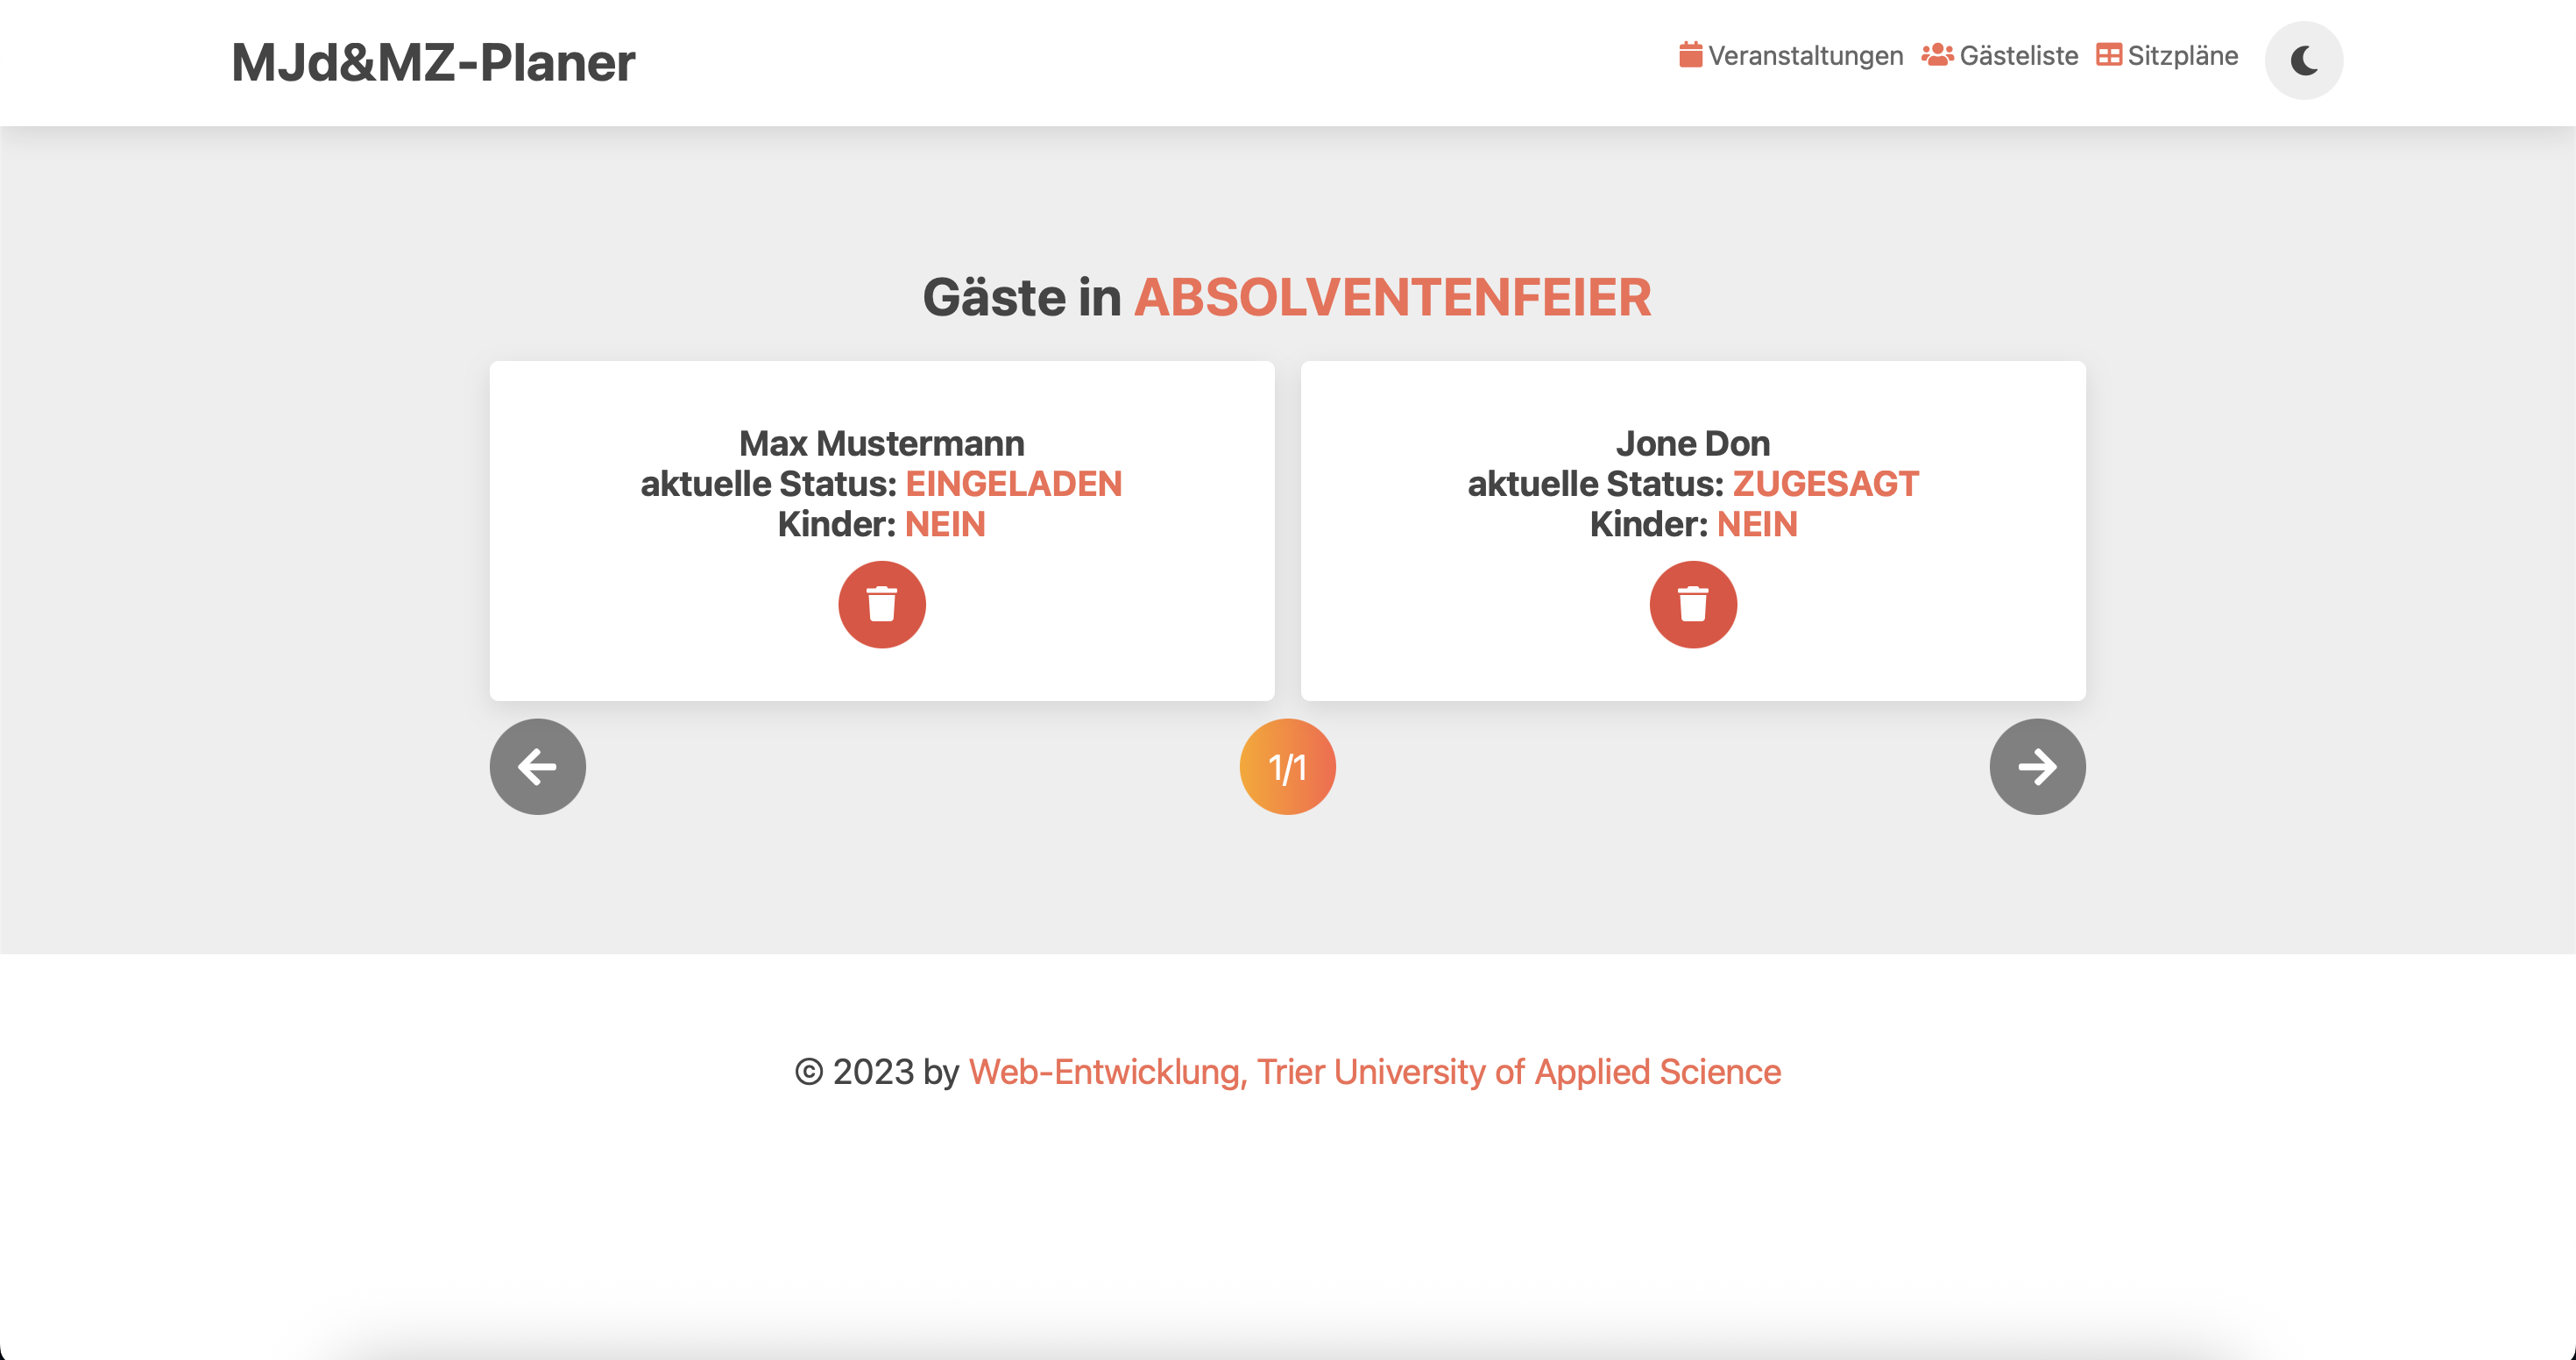 MJd&MZ-Planer
Veranstaltungen Gästeliste Sitzpläne
Gäste in ABSOLVENTENFEIER
Max Mustermann
aktuelle Status: EINGELADEN
Kinder: NEIN
Jone Don
aktuelle Status: ZUGESAGT
Kinder: NEIN
1/1
© 2023 by Web-Entwicklung, Trier University of Applied Science